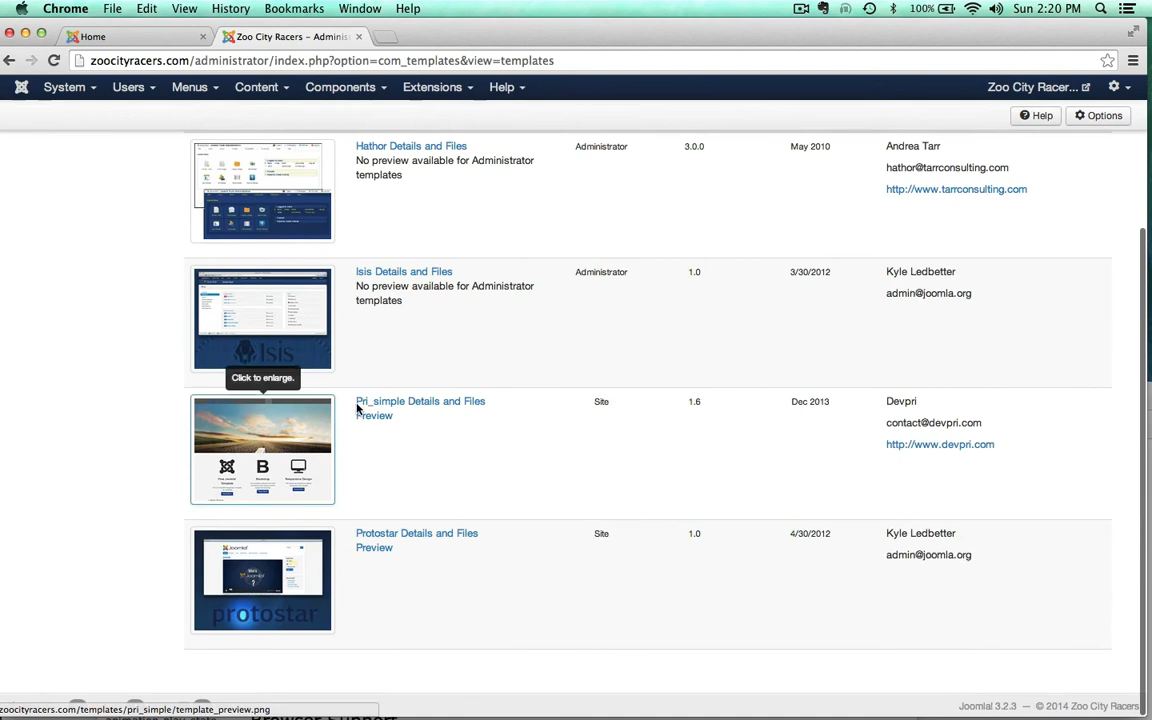 Chrome File Edit View History Bookmarks Window Help 100% Sun 2:20 PM
Home Zoo City Racers – Adminis
zoocityracers.com/administrator/index.php?option=com_templates&view=templates
System Users Menus Content Components Extensions Help Zoo City Racer...
Help Options
Hathor Details and Files Administrator 3.0.0 May 2010 Andrea Tarr
No preview available for Administrator hathor@tarrconsulting.com
templates http://www.tarrconsulting.com
Isis Details and Files Administrator 1.0 3/30/2012 Kyle Ledbetter
No preview available for Administrator admin@joomla.org
templates
Isis
Click to enlarge.
Pri_simple Details and Files Site 1.6 Dec 2013 Devpri
Preview contact@devpri.com
http://www.devpri.com
B
Protostar Details and Files Site 1.0 4/30/2012 Kyle Ledbetter
Preview admin@joomla.org
Joomla!
protostar
Joomla! 3.2.3 — © 2014 Zoo City Racers
zoocityracers.com/templates/pri_simple/template_preview.png